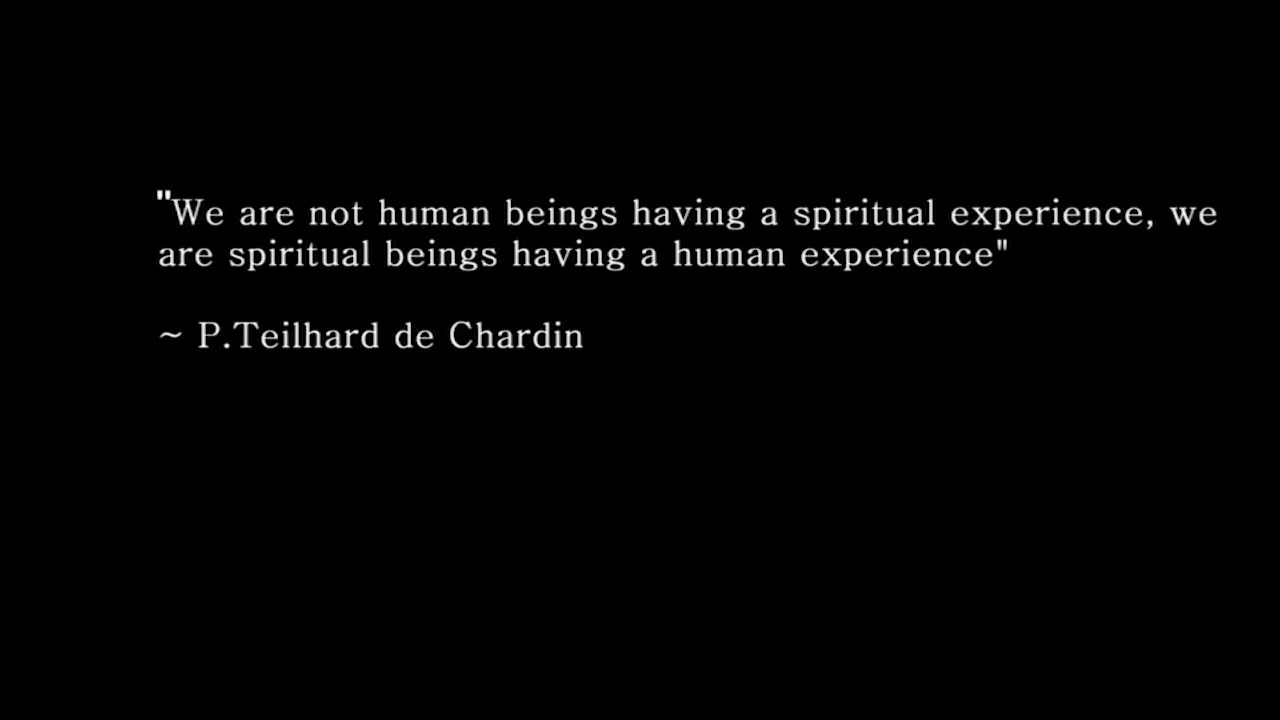 "We are not human beings having a spiritual experience, we
are spiritual beings having a human experience"
~ P.Teilhard de Chardin